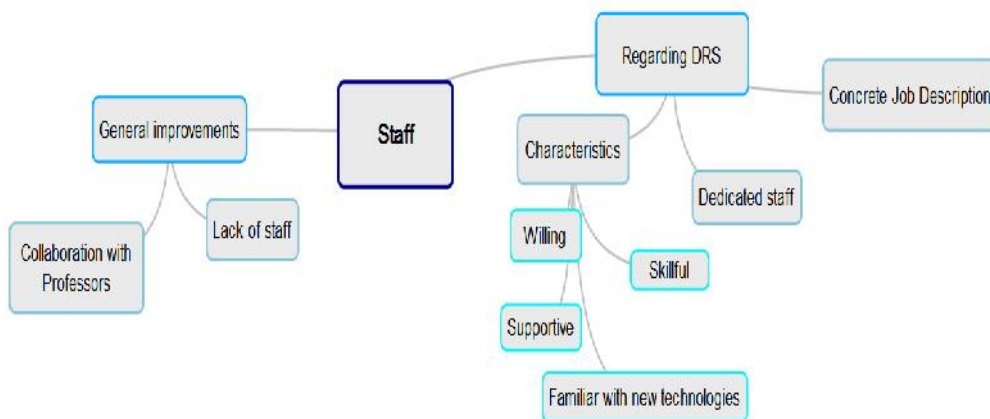 Regarding DRS
Concrete Job Description
General improvements
Staff
Characteristics
Dedicated staff
Collaboration with
Professors
Lack of staff
Willing
Skillful
Supportive
Familiar with new technologies